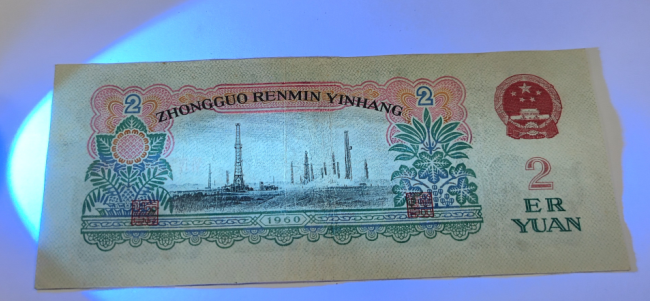 2
ZHONGGUO RENMIN YINHANG
2
1960
2
ER
YUAN